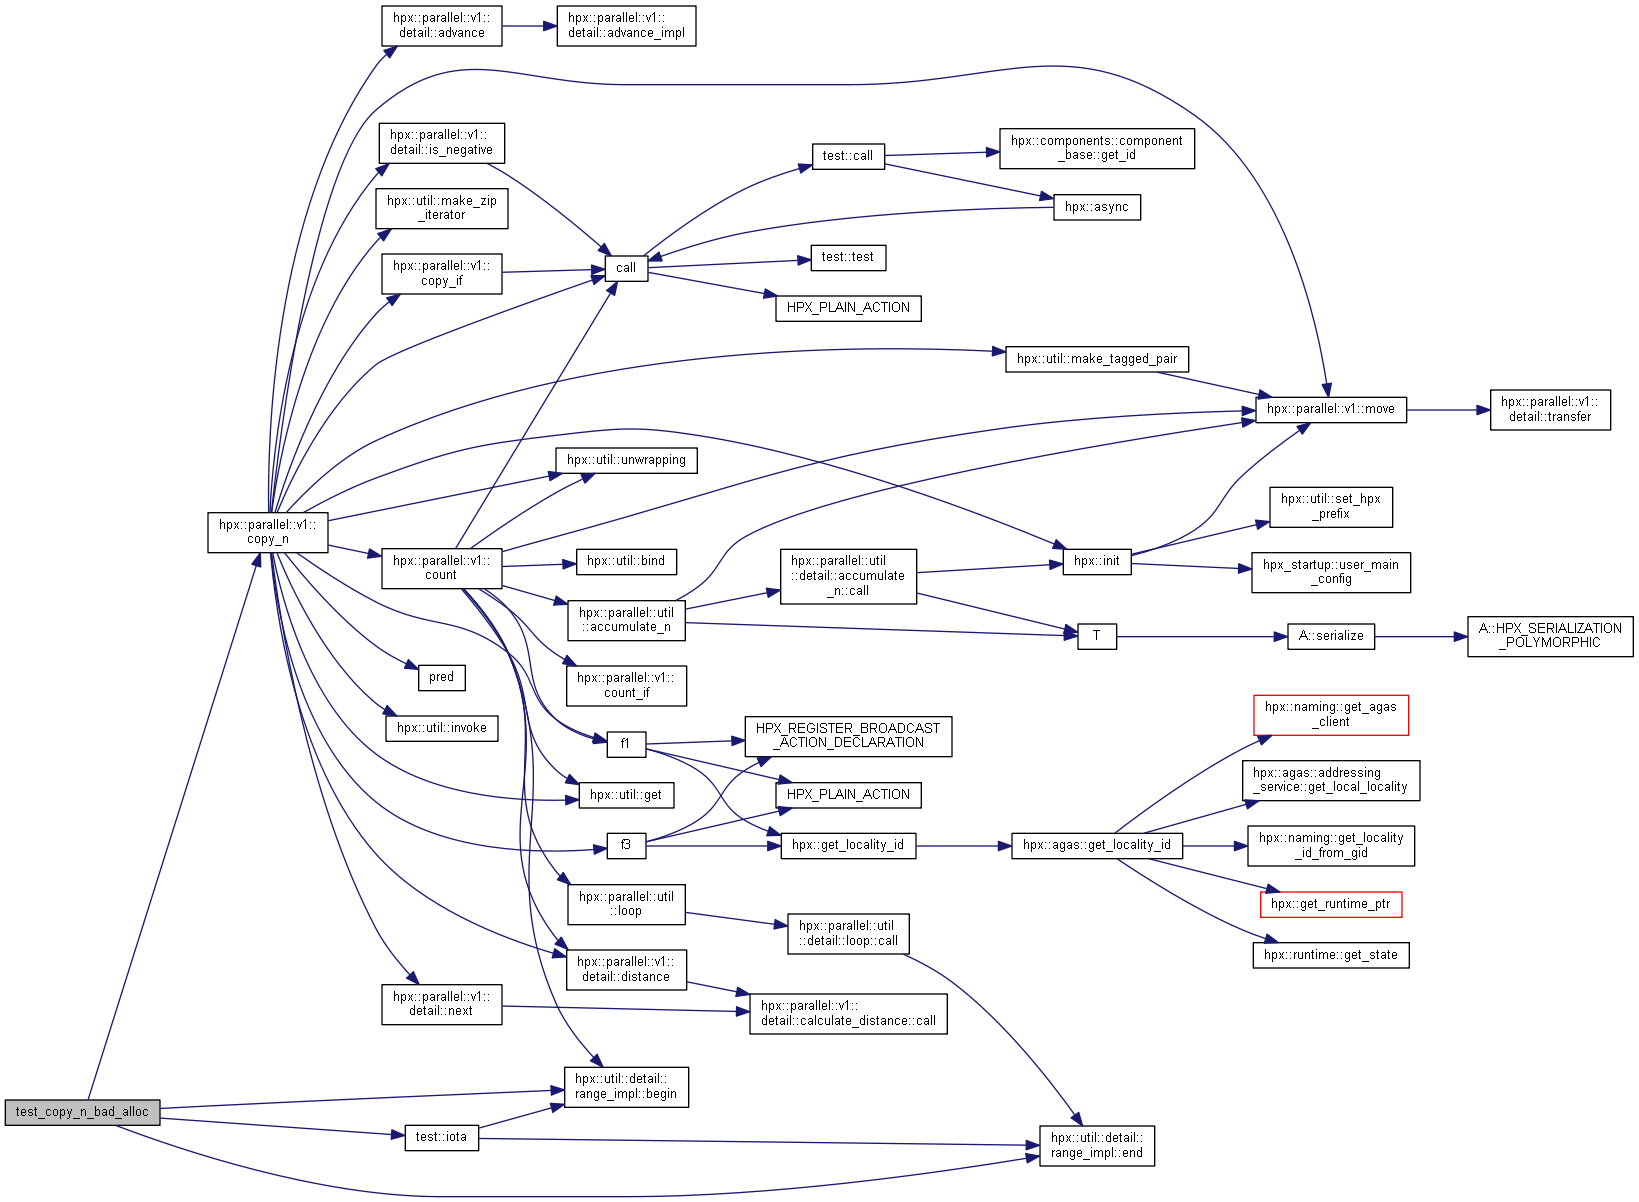 hpx::parallel::v1::
detail::advance
hpx::parallel::v1::
detail::advance_impl
hpx::parallel::v1::
detail::is_negative
test::call
hpx::components::component
_base::get_id
hpx::util::make_zip
_iterator
hpx::async
hpx::parallel::v1::
copy_if
call
test::test
HPX_PLAIN_ACTION
hpx::util::make_tagged_pair
hpx::parallel::v1::move
hpx::parallel::v1::
detail::transfer
hpx::util::unwrapping
hpx::parallel::v1::
copy_n
hpx::util::set_hpx
_prefix
hpx::parallel::v1::
count
hpx::util::bind
hpx::parallel::util
::detail::accumulate
_n::call
hpx::init
hpx_startup::user_main
_config
hpx::parallel::util
::accumulate_n
T
A::serialize
A::HPX_SERIALIZATION
_POLYMORPHIC
pred
hpx::parallel::v1::
count_if
hpx::util::invoke
f1
HPX_REGISTER_BROADCAST
_ACTION_DECLARATION
hpx::naming::get_agas
_client
hpx::util::get
HPX_PLAIN_ACTION
hpx::agas::addressing
_service::get_local_locality
f3
hpx::get_locality_id
hpx::agas::get_locality_id
hpx::naming::get_locality
_id_from_gid
hpx::parallel::util
::loop
hpx::get_runtime_ptr
hpx::parallel::util
::detail::loop::call
hpx::runtime::get_state
hpx::parallel::v1::
detail::distance
hpx::parallel::v1::
detail::next
hpx::parallel::v1::
detail::calculate_distance::call
hpx::util::detail::
range_impl::begin
test_copy_n_bad_alloc
test::iota
hpx::util::detail::
range_impl::end